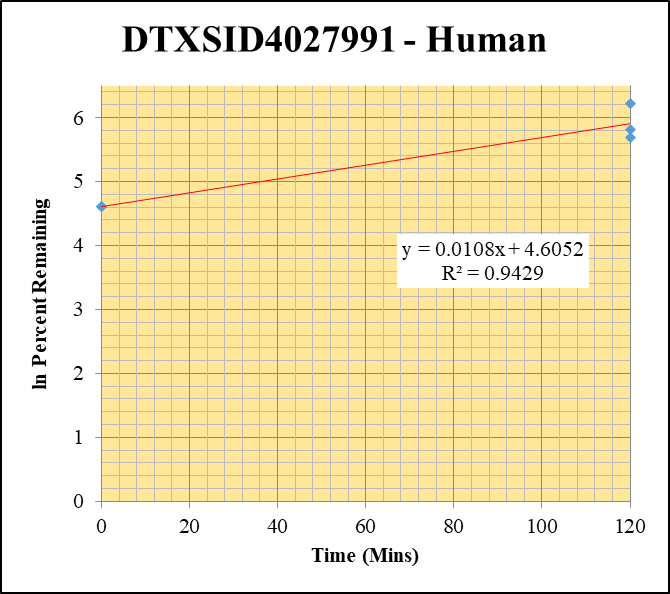 DTXSID4027991 - Human
6
5
4
3
2
1
0
ln Percent Remaining
y = 0.0108x + 4.6052
R² = 0.9429
0 20 40 60 80 100 120
Time (Mins)